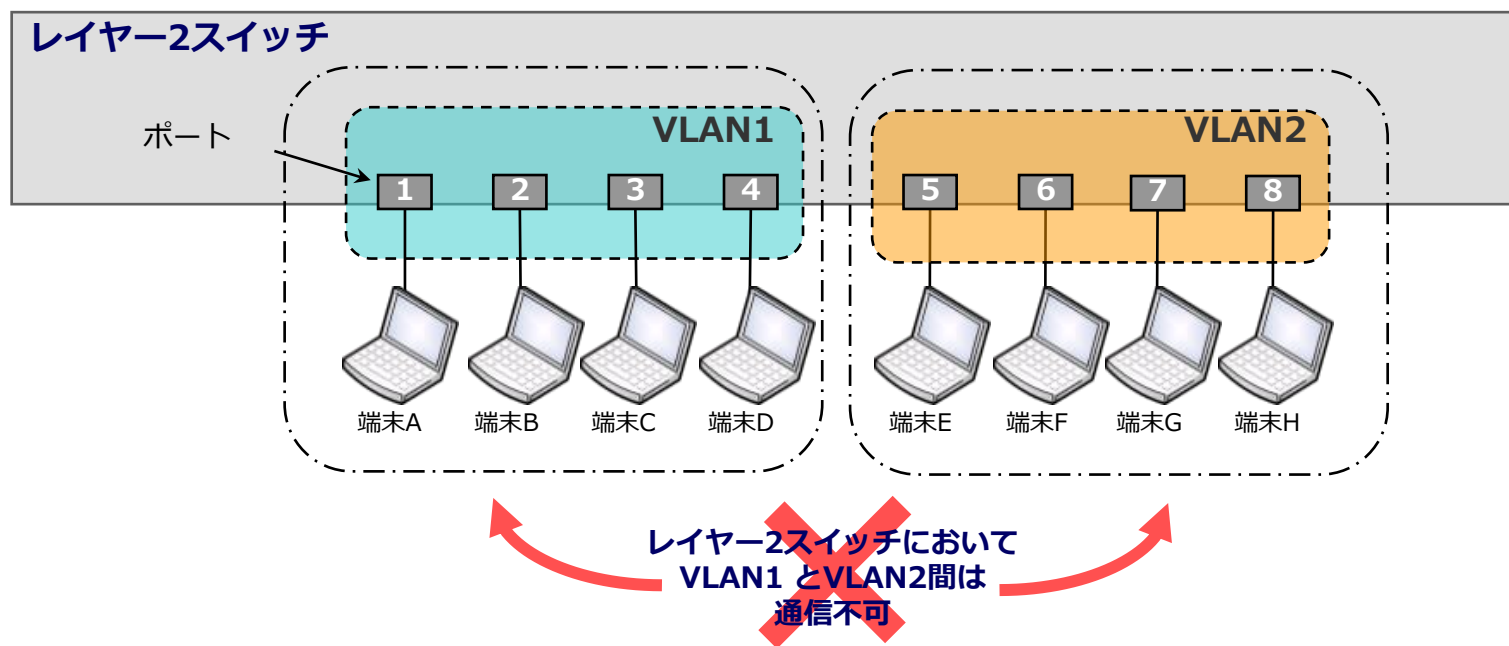 レイヤー2スイッチ
ポート
VLAN1
VLAN2
1
2
3
4
5
6
7
8
端末A
端末B
端末C
端末D
端末E
端末F
端末G
端末H
レイヤー2スイッチにおいて
VLAN1 とVLAN2間は
通信不可